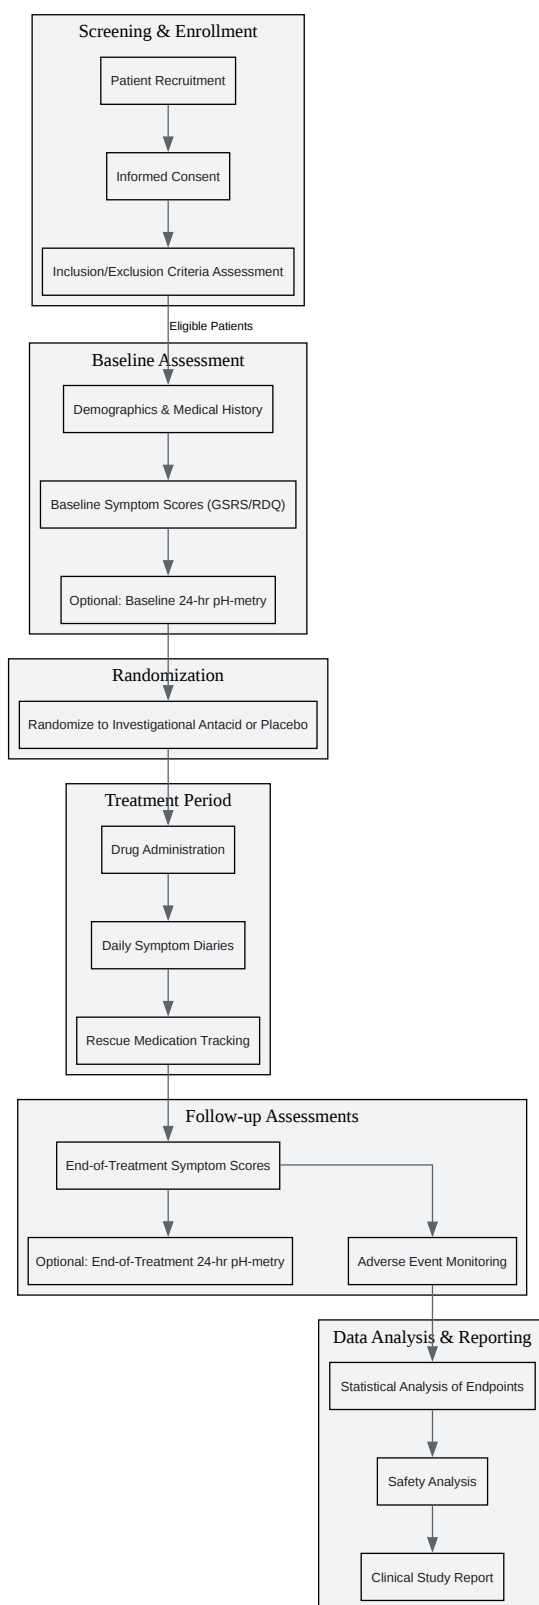 Screening & Enrollment
Patient Recruitment
Informed Consent
Inclusion/Exclusion Criteria Assessment
Eligible Patients
Baseline Assessment
Demographics & Medical History
Baseline Symptom Scores (GSRS/RDQ)
Optional: Baseline 24-hr pH-metry
Randomization
Randomize to Investigational Antacid or Placebo
Treatment Period
Drug Administration
Daily Symptom Diaries
Rescue Medication Tracking
Follow-up Assessments
End-of-Treatment Symptom Scores
Optional: End-of-Treatment 24-hr pH-metry
Adverse Event Monitoring
Data Analysis & Reporting
Statistical Analysis of Endpoints
Safety Analysis
Clinical Study Report